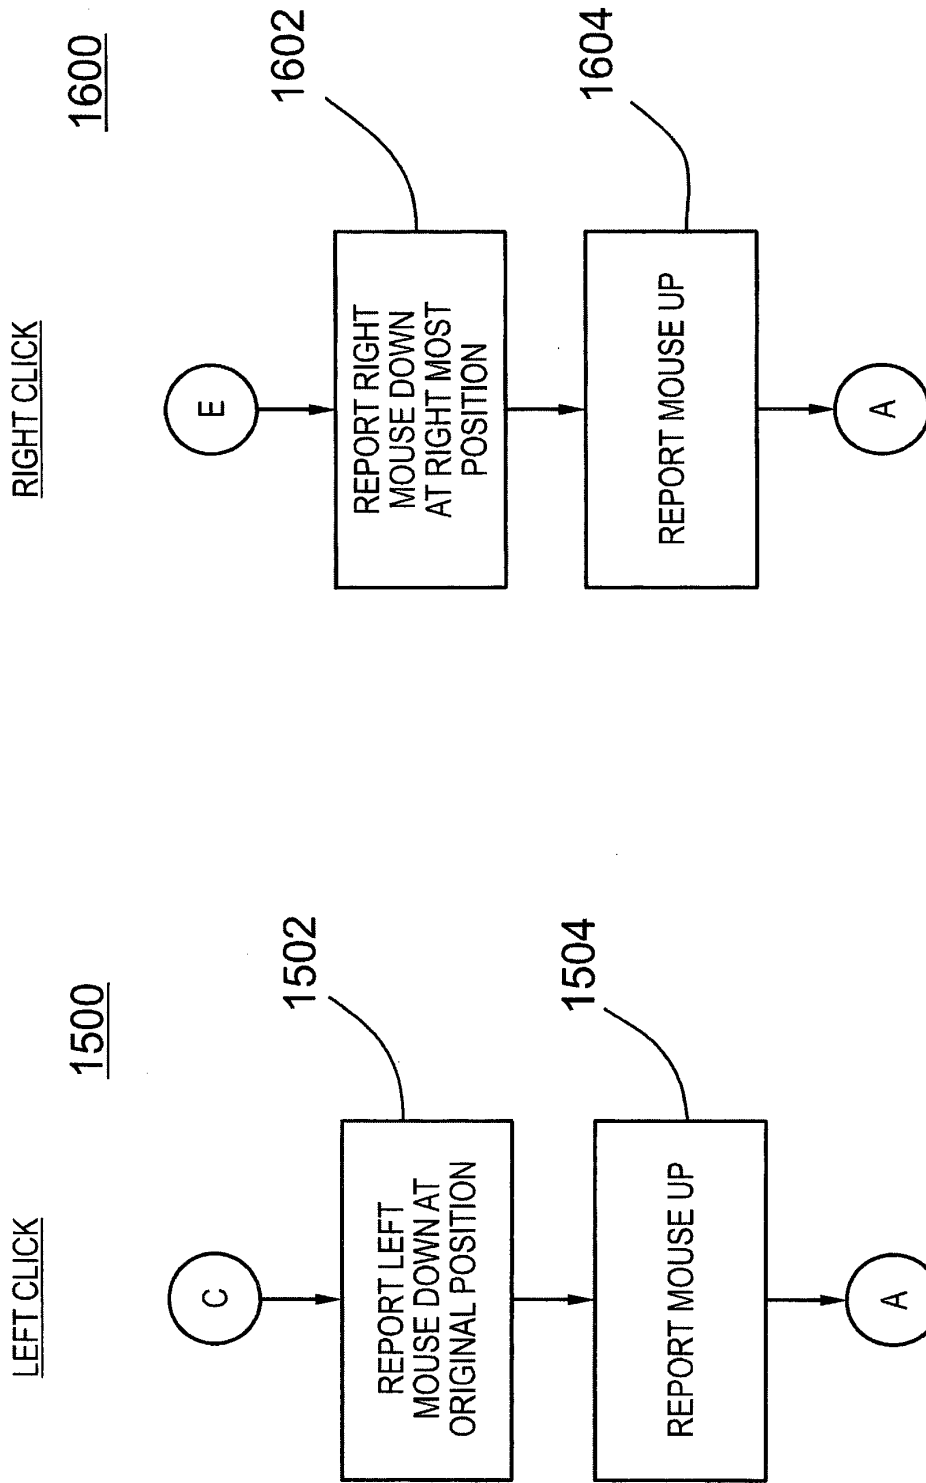 LEFT CLICK
1500
C
REPORT LEFT
MOUSE DOWN AT
ORIGINAL POSITION
1502
REPORT MOUSE UP
1504
A
RIGHT CLICK
1600
E
REPORT RIGHT
MOUSE DOWN
AT RIGHT MOST
POSITION
1602
REPORT MOUSE UP
1604
A